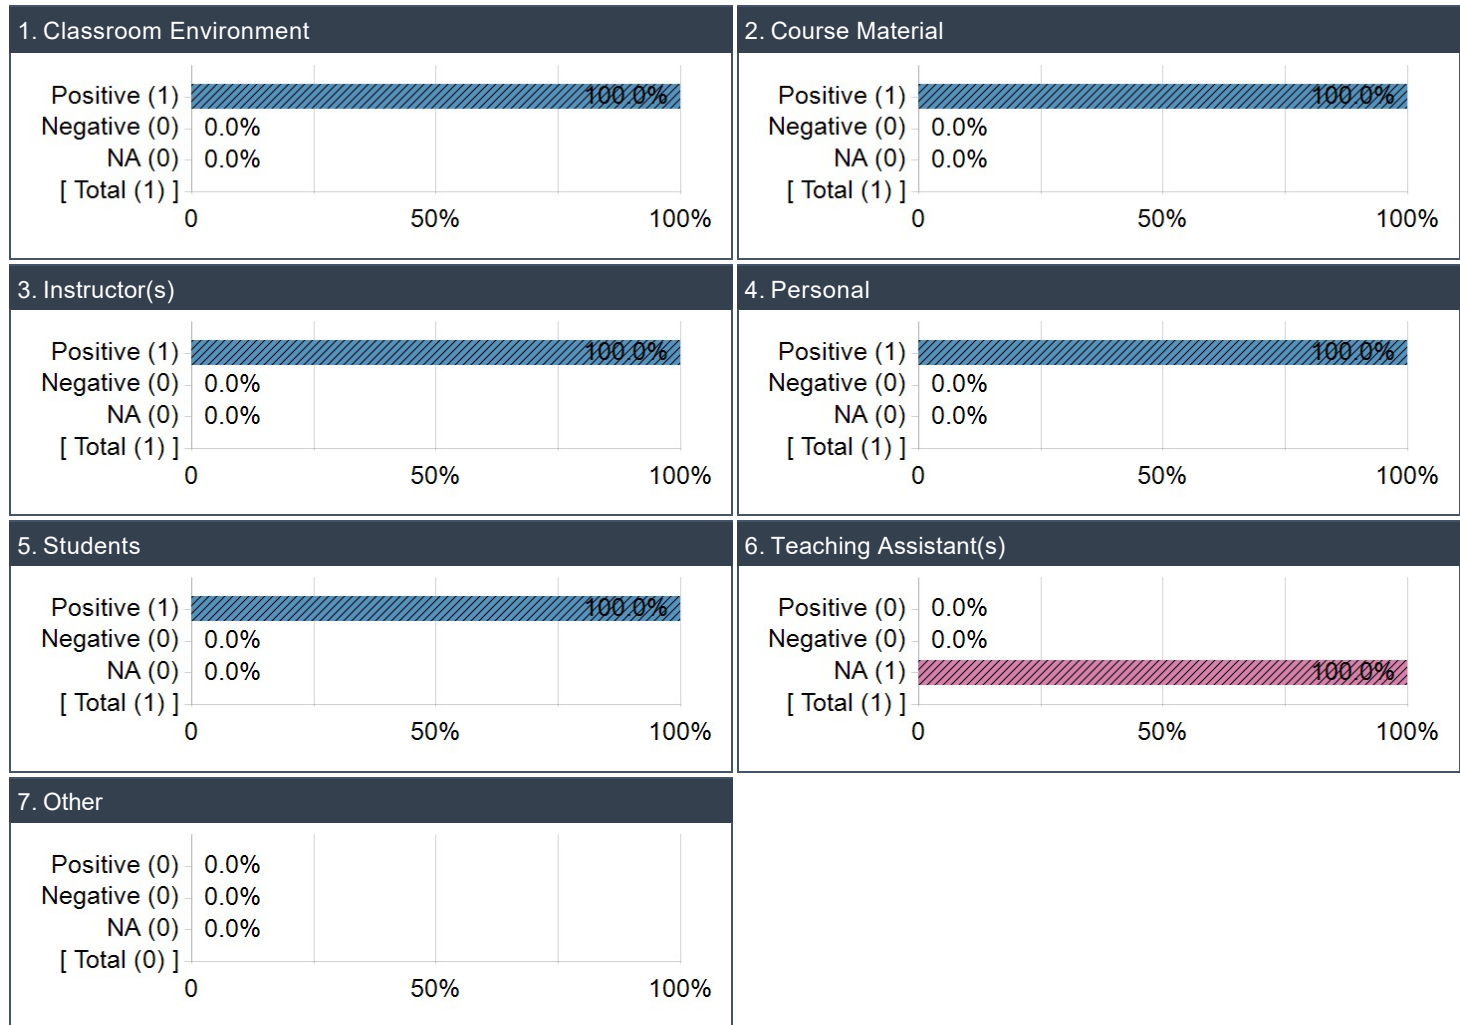 1. Classroom Environment
Positive (1) 100.0%
Negative (0) 0.0%
NA (0) 0.0%
[ Total (1) ]
0 50% 100%
2. Course Material
Positive (1) 100.0%
Negative (0) 0.0%
NA (0) 0.0%
[ Total (1) ]
0 50% 100%
3. Instructor(s)
Positive (1) 100.0%
Negative (0) 0.0%
NA (0) 0.0%
[ Total (1) ]
0 50% 100%
4. Personal
Positive (1) 100.0%
Negative (0) 0.0%
NA (0) 0.0%
[ Total (1) ]
0 50% 100%
5. Students
Positive (1) 100.0%
Negative (0) 0.0%
NA (0) 0.0%
[ Total (1) ]
0 50% 100%
6. Teaching Assistant(s)
Positive (0) 0.0%
Negative (0) 0.0%
NA (1) 100.0%
[ Total (1) ]
0 50% 100%
7. Other
Positive (0) 0.0%
Negative (0) 0.0%
NA (0) 0.0%
[ Total (0) ]
0 50% 100%